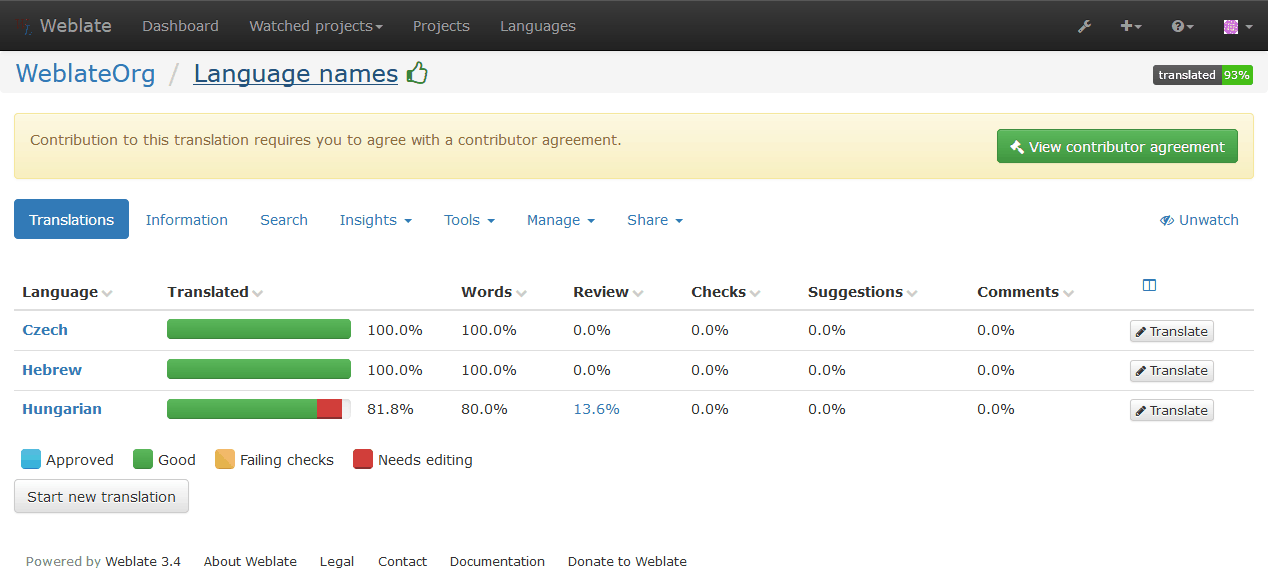 Weblate Dashboard Watched projects Projects Languages
WeblateOrg / Language names translated 93%
Contribution to this translation requires you to agree with a contributor agreement. View contributor agreement
Translations Information Search Insights Tools Manage Share Unwatch
Language Translated Words Review Checks Suggestions Comments
Czech 100.0% 100.0% 0.0% 0.0% 0.0% 0.0% Translate
Hebrew 100.0% 100.0% 0.0% 0.0% 0.0% 0.0% Translate
Hungarian 81.8% 80.0% 13.6% 0.0% 0.0% 0.0% Translate
Approved Good Failing checks Needs editing
Start new translation
Powered by Weblate 3.4 About Weblate Legal Contact Documentation Donate to Weblate